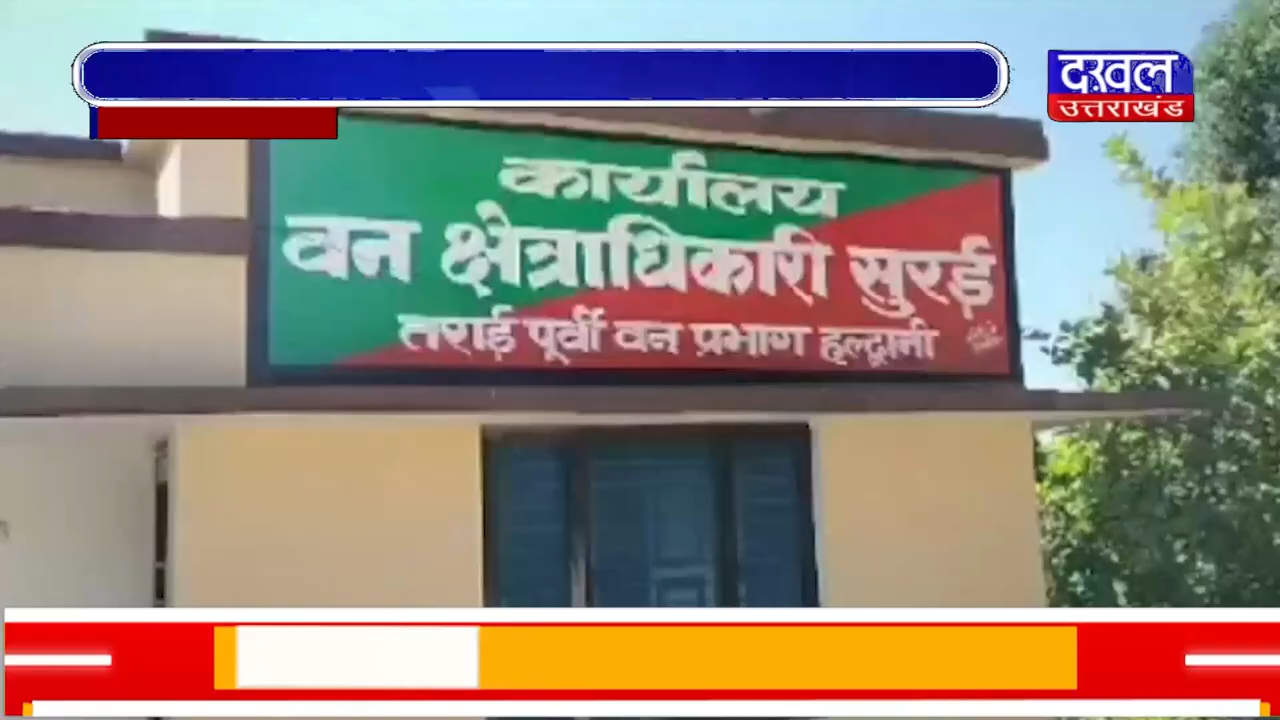 दखल
उत्तराखंड
कार्यालय
वन क्षेत्राधिकारी सुरई
तराई पूर्वी वन प्रभाग हल्द्वानी